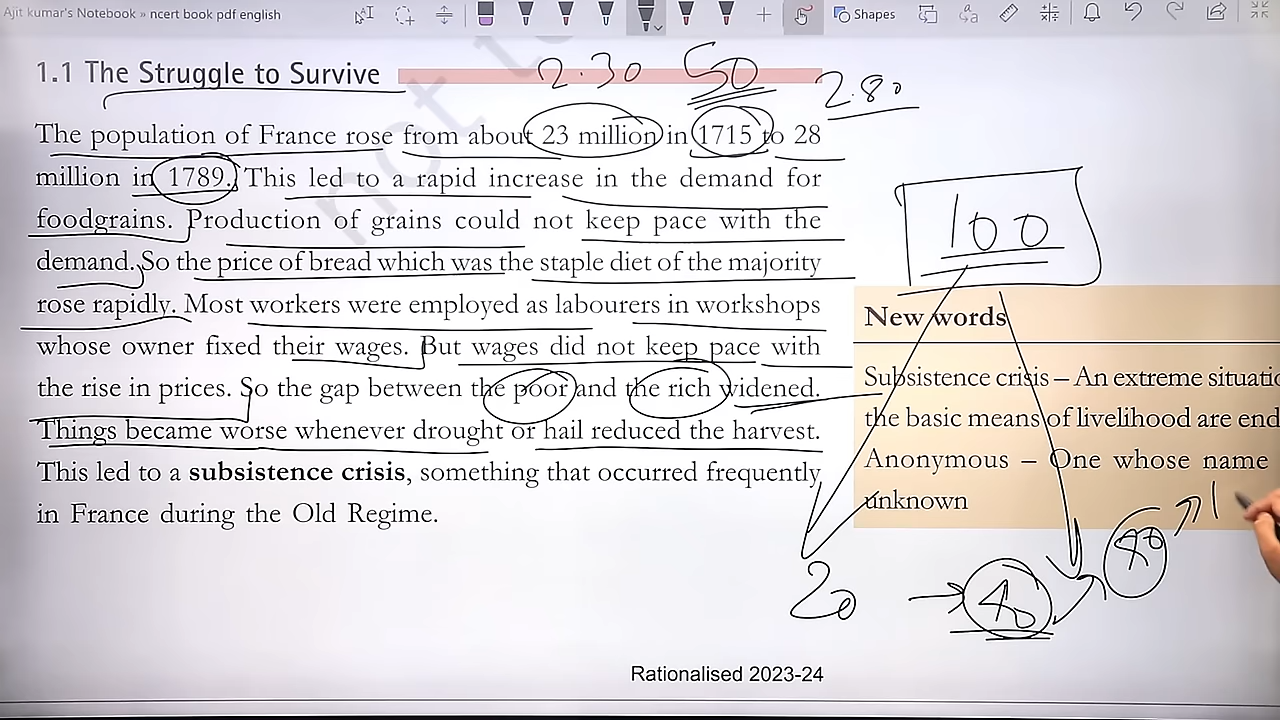 Ajit kumar's Notebook » ncert book pdf english
Shapes
1.1 The Struggle to Survive
2.30 50 2.80
The population of France rose from about 23 million in 1715 to 28
million in 1789. This led to a rapid increase in the demand for
foodgrains. Production of grains could not keep pace with the
demand. So the price of bread which was the staple diet of the majority
rose rapidly. Most workers were employed as labourers in workshops
whose owner fixed their wages. But wages did not keep pace with
the rise in prices. So the gap between the poor and the rich widened.
Things became worse whenever drought or hail reduced the harvest.
This led to a subsistence crisis, something that occurred frequently
in France during the Old Regime.
not
100
New words
Subsistence crisis – An extreme situatio
the basic means of livelihood are end
Anonymous – One whose name
unknown
20
Rationalised 2023-24